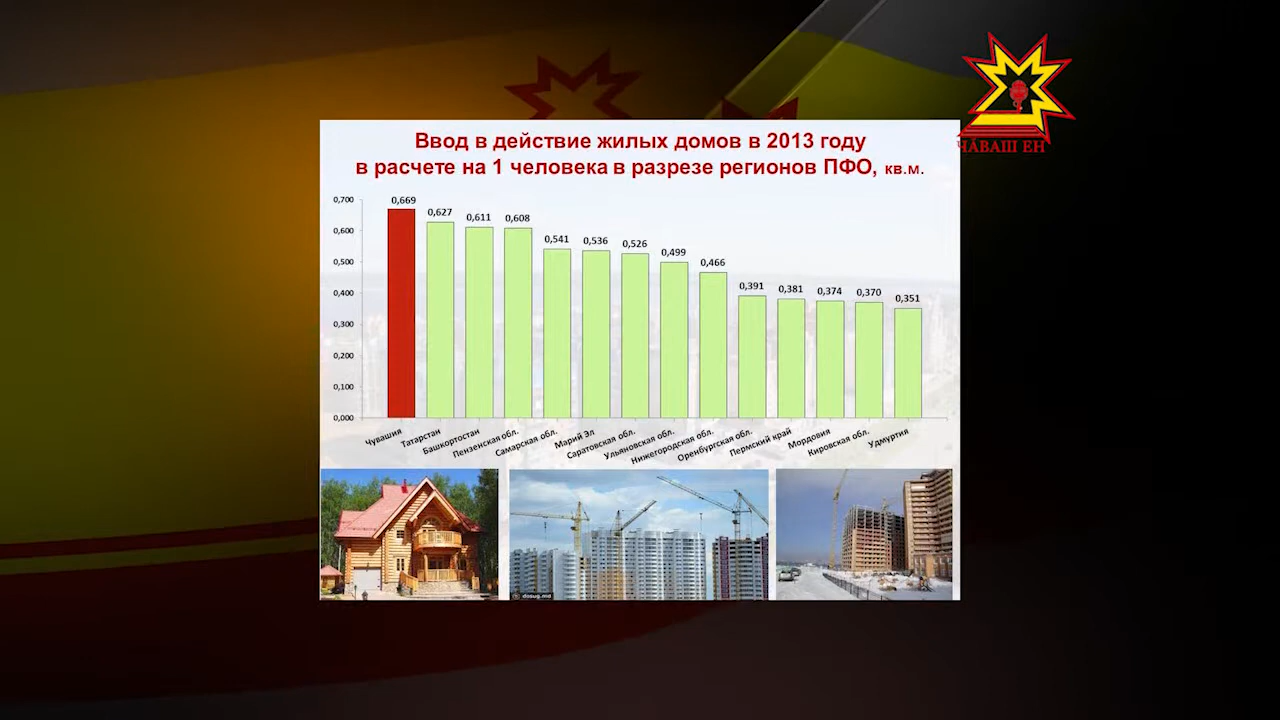 ЧӐВАШ ЕН
Ввод в действие жилых домов в 2013 году
в расчете на 1 человека в разрезе регионов ПФО, кв.м.
0,700
0,600
0,500
0,400
0,300
0,200
0,100
0,000
0,669
0,627
0,611
0,608
0,541
0,536
0,526
0,499
0,466
0,391
0,381
0,374
0,370
0,351
Чувашия
Татарстан
Башкортостан
Пензенская обл.
Самарская обл.
Марий Эл
Саратовская обл.
Ульяновская обл.
Нижегородская обл.
Оренбургская обл.
Пермский край
Мордовия
Кировская обл.
Удмуртия
dosug.md